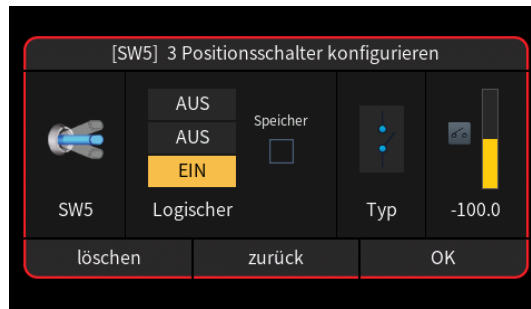 [SW5] 3 Positionsschalter konfigurieren
AUS
AUS
EIN
Speicher
SW5
Logischer
Typ
-100.0
löschen
zurück
OK